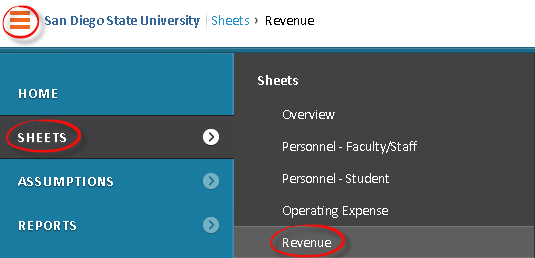 San Diego State University | Sheets › Revenue
Sheets
HOME
Overview
SHEETS
Personnel - Faculty/Staff
Personnel - Student
ASSUMPTIONS
Operating Expense
REPORTS
Revenue